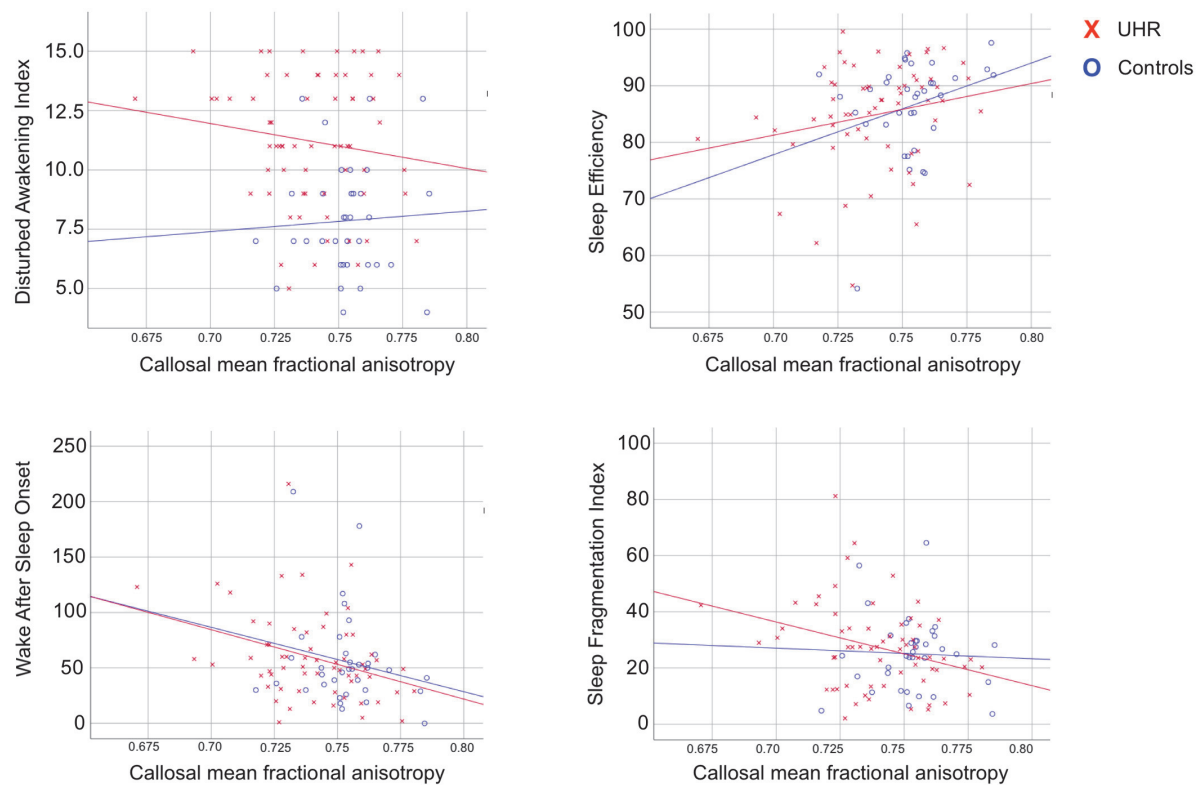 Disturbed Awakening Index
15.0
12.5
10.0
7.5
5.0
0.675 0.70 0.725 0.75 0.775 0.80
Callosal mean fractional anisotropy
Sleep Efficiency
100
90
80
70
60
50
0.675 0.70 0.725 0.75 0.775 0.80
Callosal mean fractional anisotropy
X UHR
O Controls
Wake After Sleep Onset
250
200
150
100
50
0
0.675 0.70 0.725 0.75 0.775 0.80
Callosal mean fractional anisotropy
Sleep Fragmentation Index
100
80
60
40
20
0
0.675 0.70 0.725 0.75 0.775 0.80
Callosal mean fractional anisotropy